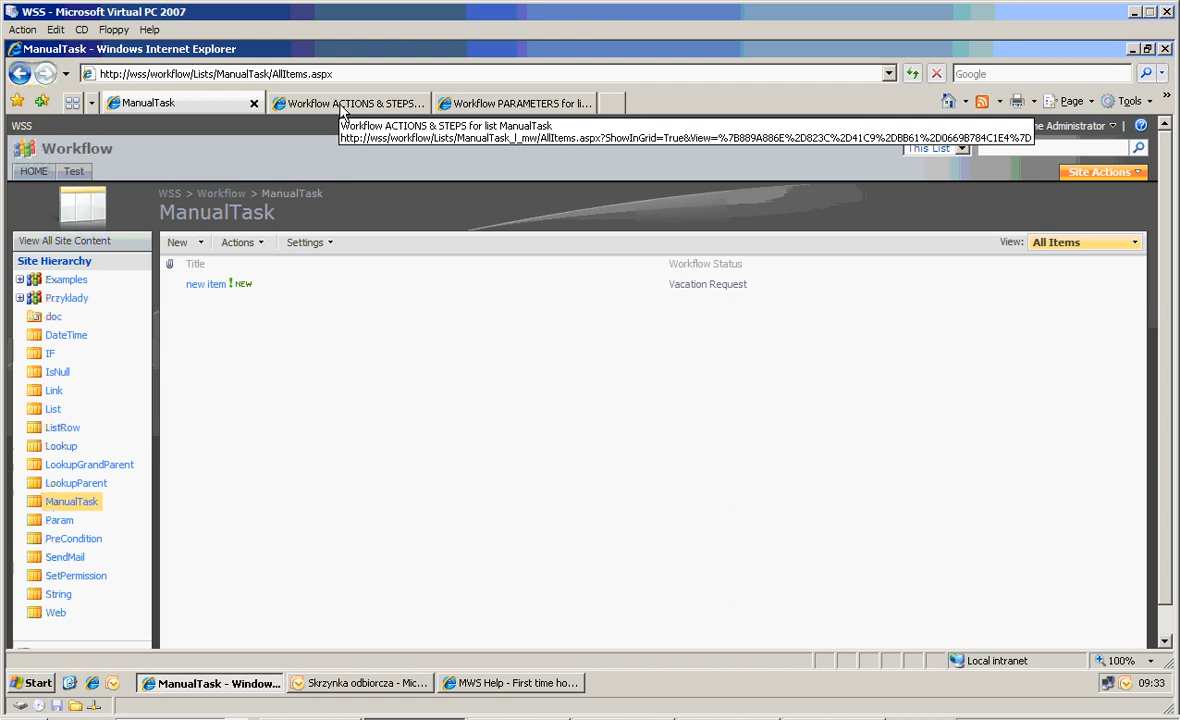 WSS - Microsoft Virtual PC 2007
Action Edit CD Floppy Help
ManualTask - Windows Internet Explorer
http://wss/workflow/Lists/ManualTask/AllItems.aspx
Google
ManualTask
Workflow ACTIONS & STEPS...
Workflow PARAMETERS for li...
Page
Tools
Workflow ACTIONS & STEPS for list ManualTask
http://wss/workflow/Lists/ManualTask_l_mw/AllItems.aspx?ShowInGrid=True&View=%7B889A886E%2D823C%2D41C9%2DBB61%2D0669B784C1E4%7D
WSS
me Administrator
Workflow
This List
HOME Test
Site Actions
WSS > Workflow > ManualTask
ManualTask
View All Site Content
New Actions Settings
View: All Items
Site Hierarchy
Title Workflow Status
new item ! NEW Vacation Request
Examples
Przyklady
doc
DateTime
IF
IsNull
Link
List
ListRow
Lookup
LookupGrandParent
LookupParent
ManualTask
Param
PreCondition
SendMail
SetPermission
String
Web
Local intranet
100%
Start
ManualTask - Window...
Skrzynka odbiorcza - Mic...
MWS Help - First time ho...
09:33